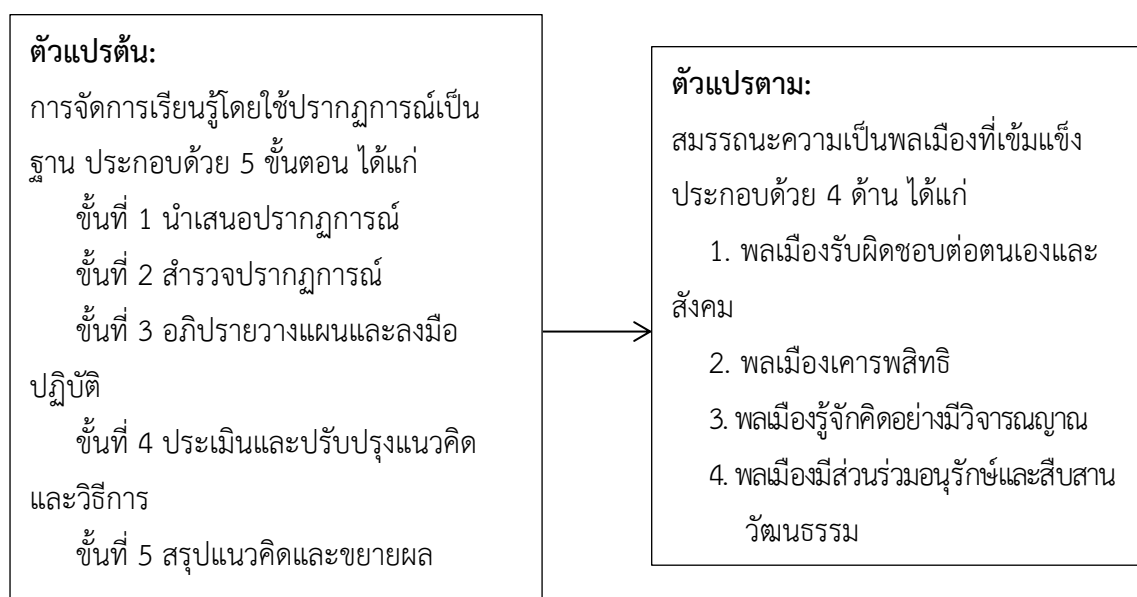 ตัวแปรต้น:
การจัดการเรียนรู้โดยใช้ปรากฏการณ์เป็น
ฐาน ประกอบด้วย 5 ขั้นตอน ได้แก่
ขั้นที่ 1 นำเสนอปรากฏการณ์
ขั้นที่ 2 สำรวจปรากฏการณ์
ขั้นที่ 3 อภิปรายวางแผนและลงมือ
ปฏิบัติ
ขั้นที่ 4 ประเมินและปรับปรุงแนวคิด
และวิธีการ
ขั้นที่ 5 สรุปแนวคิดและขยายผล
ตัวแปรตาม:
สมรรถนะความเป็นพลเมืองที่เข้มแข็ง
ประกอบด้วย 4 ด้าน ได้แก่
1. พลเมืองรับผิดชอบต่อตนเองและ
สังคม
2. พลเมืองเคารพสิทธิ
3. พลเมืองรู้จักคิดอย่างมีวิจารณญาณ
4. พลเมืองมีส่วนร่วมอนุรักษ์และสืบสาน
วัฒนธรรม